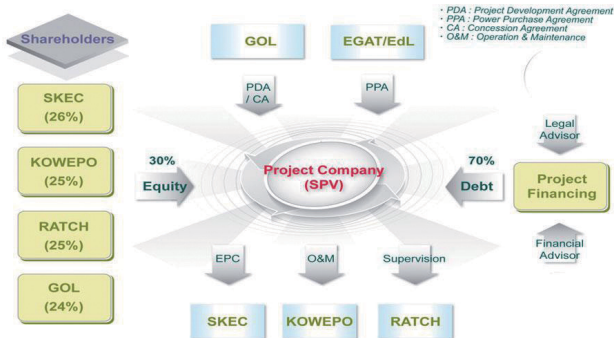 Shareholders
GOL
EGAT/EdL
· PDA : Project Development Agreement
· PPA : Power Purchase Agreement
· CA : Concession Agreement
· O&M : Operation & Maintenance
SKEC
(26%)
PDA
/ CA
PPA
Legal
Advisor
KOWEPO
(25%)
30%
Equity
Project Company
(SPV)
70%
Debt
Project
Financing
RATCH
(25%)
EPC
O&M
Supervision
Financial
Advisor
GOL
(24%)
SKEC
KOWEPO
RATCH